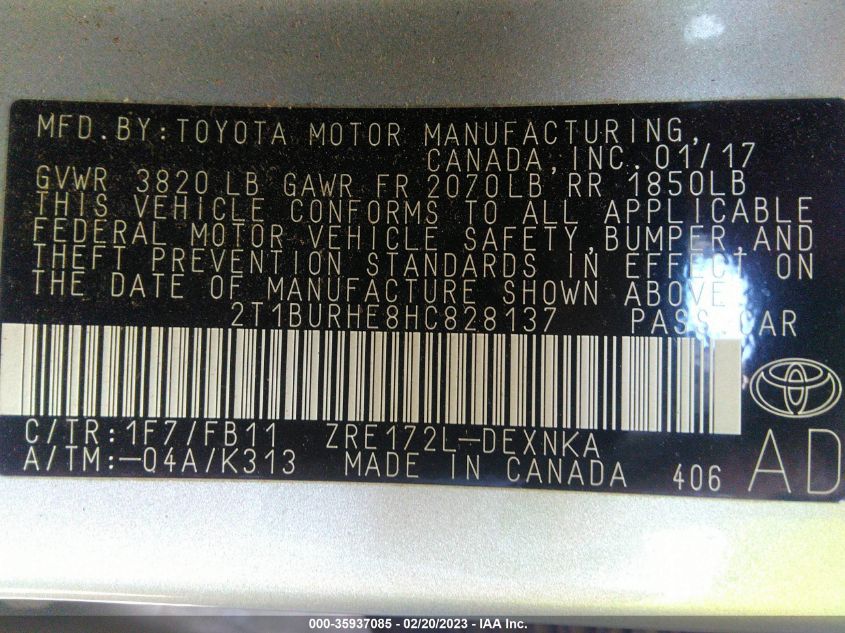 MFD.BY:TOYOTA MOTOR MANUFACTURING,
CANADA,INC. 01/17
GVWR 3820 LB GAWR FR 2070LB RR 1850LB
THIS VEHICLE CONFORMS TO ALL APPLICABLE
FEDERAL MOTOR VEHICLE SAFETY,BUMPER,AND
THEFT PREVENTION STANDARDS IN EFFECT ON
THE DATE OF MANUFACTURE SHOWN ABOVE.
2T1BURHE8HC828137 PASS CAR
C/TR:1F7/FB11 ZRE172L-DEXNKA
A/TM:-04A/K313 MADE IN CANADA 406 AD
000-35937085 - 02/20/2023 - IAA Inc.